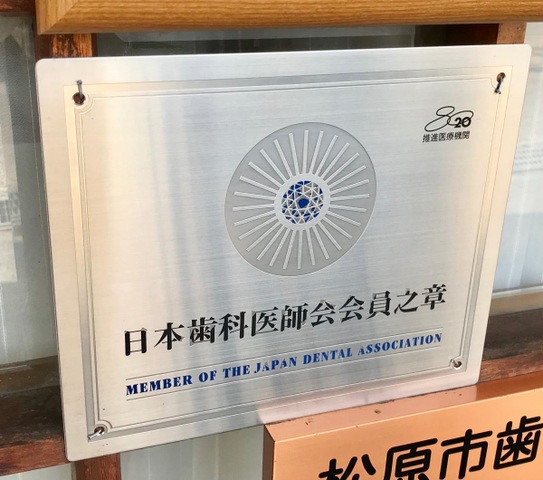 8020
推進医療機関
日本歯科医師会会員之章
MEMBER OF THE JAPAN DENTAL ASSOCIATION
松原市歯